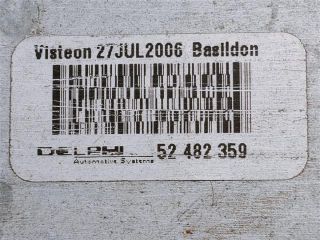 Visteon 27JUL2006 Basildon
DELPHI 52 482 359
Automotive Systems